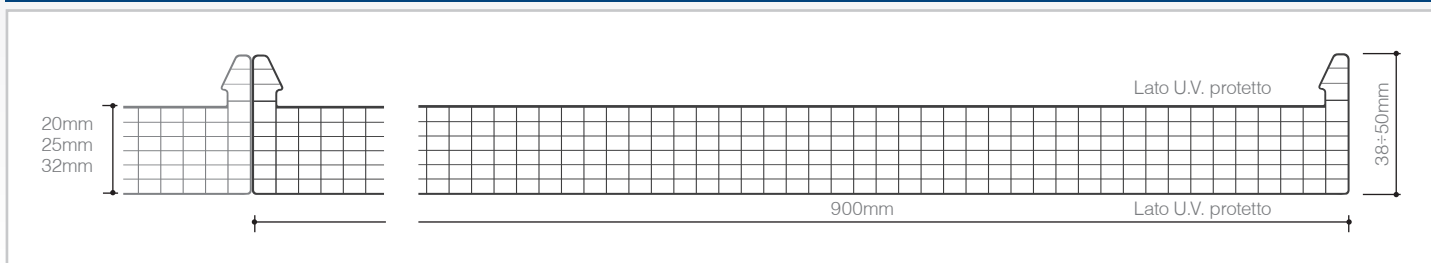 Lato U.V. protetto
20mm
25mm
32mm
38÷50mm
900mm
Lato U.V. protetto